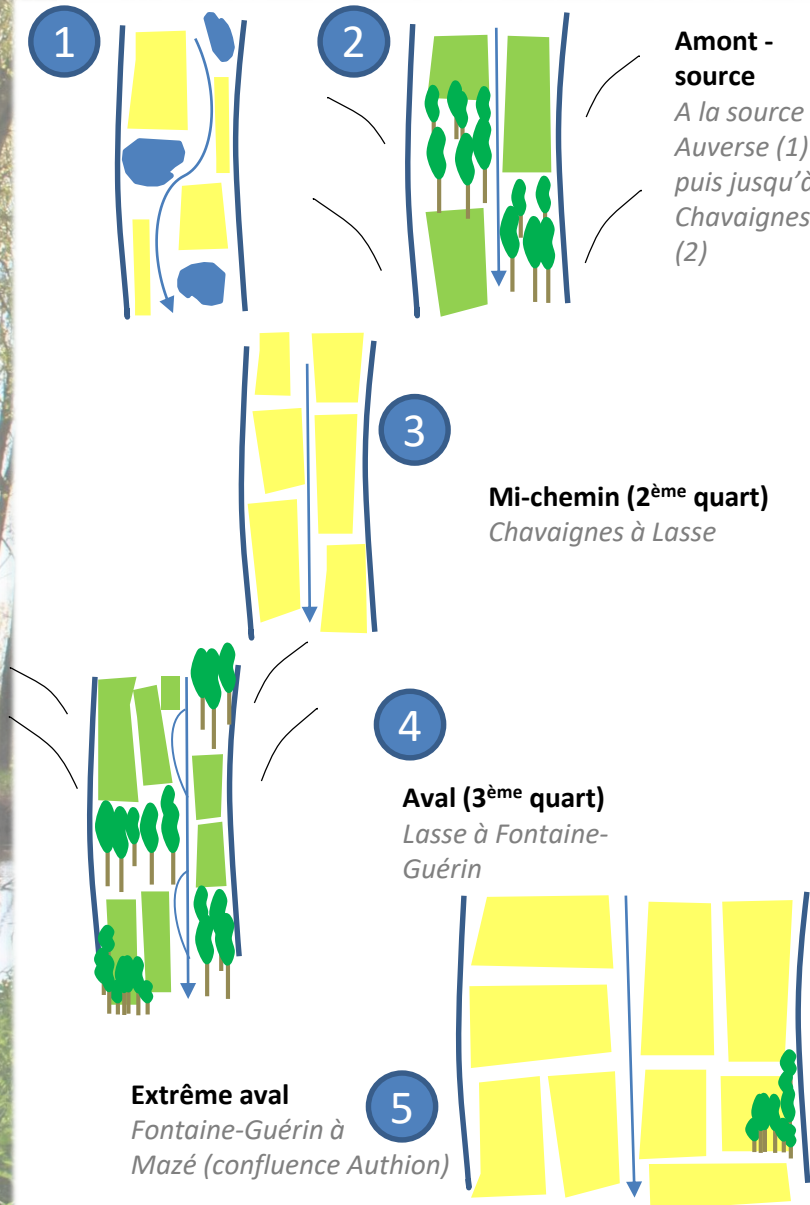 1
2
Amont -
source
A la source
Auverse (1)
puis jusqu'à
Chavaignes
(2)
3
Mi-chemin (2ème quart)
Chavaignes à Lasse
4
Aval (3ème quart)
Lasse à Fontaine-
Guérin
Extrême aval
Fontaine-Guérin à
Mazé (confluence Authion)
5